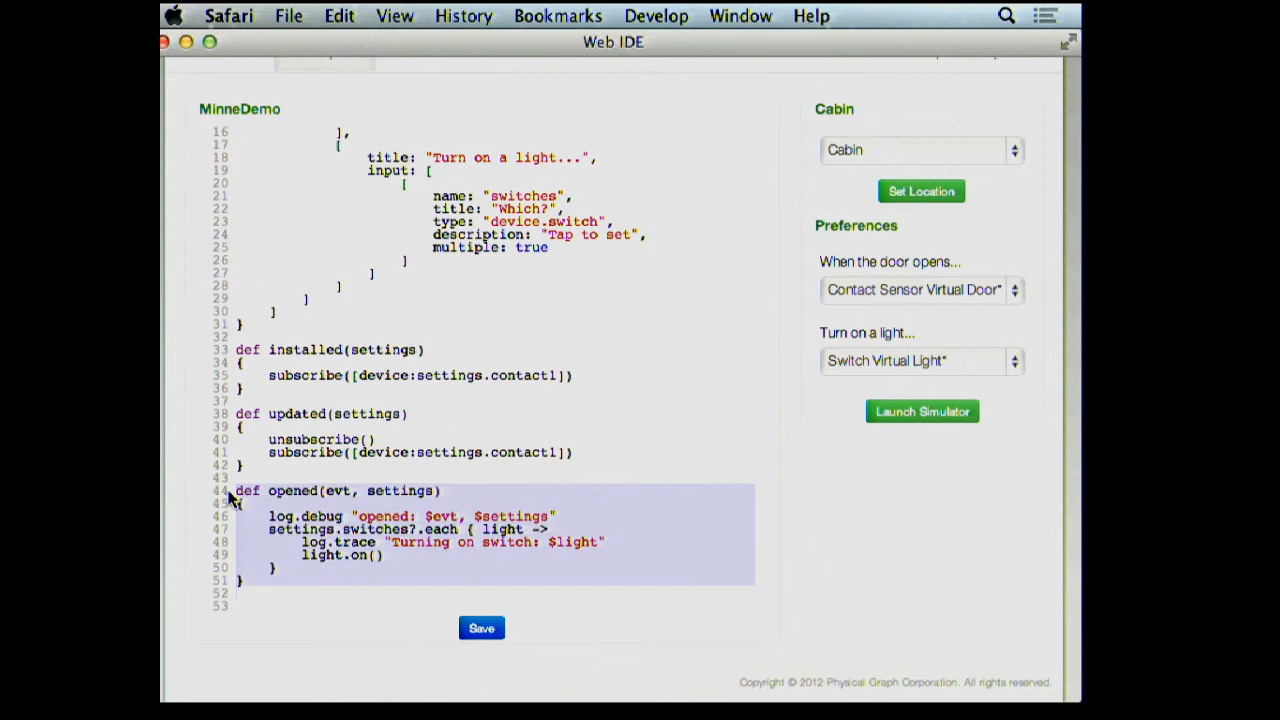 Safari File Edit View History Bookmarks Develop Window Help
Web IDE
MinneDemo
16 ],
17 [
18 title: "Turn on a light...",
19 input: [
20 [
21 name: "switches",
22 title: "Which?",
23 type: "device.switch",
24 description: "Tap to set",
25 multiple: true
26 ]
27 ]
28 ]
29 ]
30 ]
31 }
32
33 def installed(settings)
34 {
35 subscribe([device:settings.contact1])
36 }
37
38 def updated(settings)
39 {
40 unsubscribe()
41 subscribe([device:settings.contact1])
42 }
43
44 def opened(evt, settings)
45 {
46 log.debug "opened: $evt, $settings"
47 settings.switches?.each { light ->
48 log.trace "Turning on switch: $light"
49 light.on()
50 }
51 }
52
53
Save
Cabin
Cabin
Set Location
Preferences
When the door opens...
Contact Sensor Virtual Door*
Turn on a light...
Switch Virtual Light*
Launch Simulator
Copyright © 2012 Physical Graph Corporation. All rights reserved.